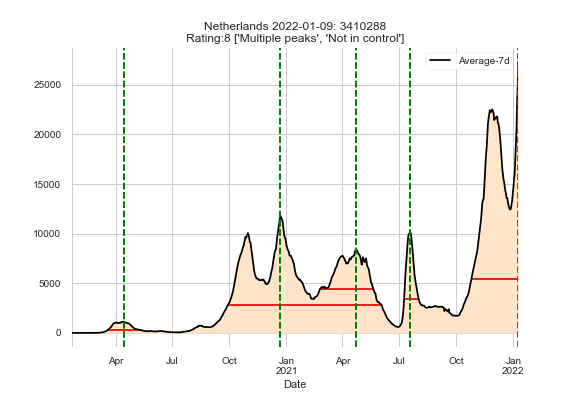 Netherlands 2022-01-09: 3410288
Rating:8 ['Multiple peaks', 'Not in control']
Average-7d
25000
20000
15000
10000
5000
0
Apr
Jul
Oct
Jan
2021
Apr
Jul
Oct
Jan
2022
Date